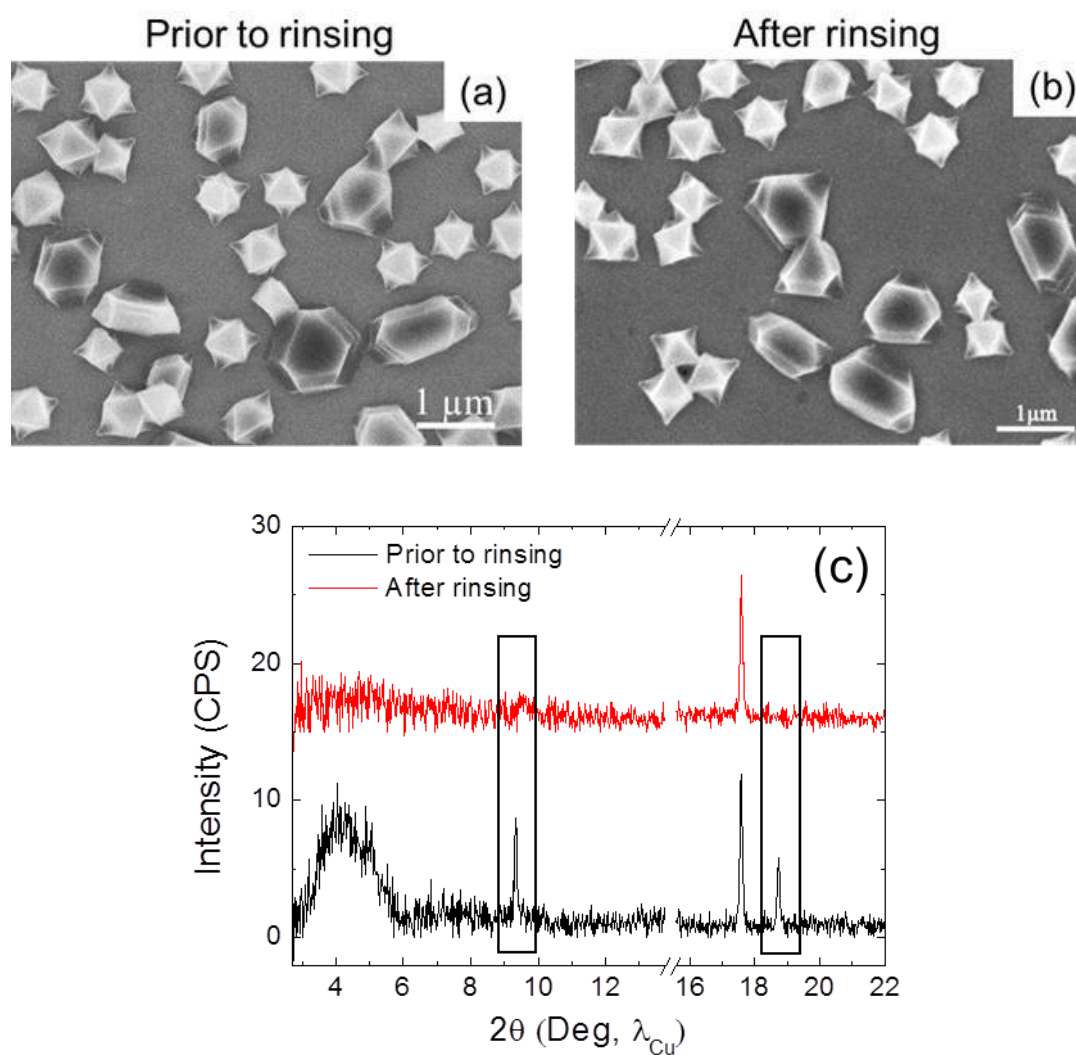 Prior to rinsing
After rinsing
(a)
(b)
1 μm
1μm
30
20
10
0
Intensity (CPS)
Prior to rinsing
After rinsing
(c)
4 6 8 10 12 16 18 20 22
2θ (Deg, λCu)